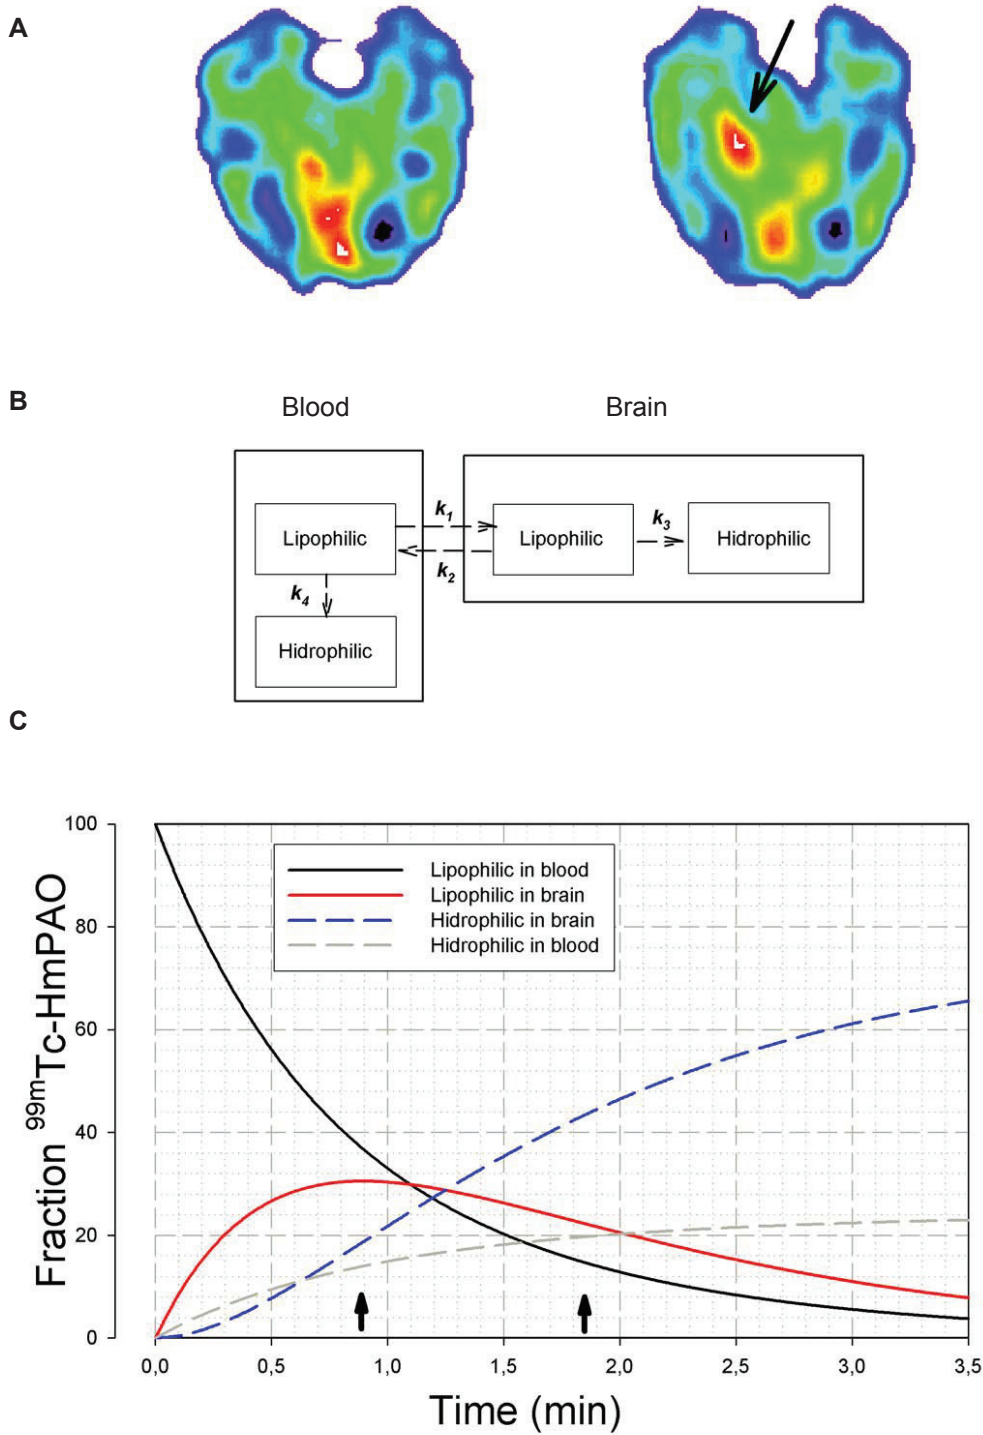 A
B
Blood Brain
Lipophilic
k1
k2
Lipophilic
k3
Hidrophilic
k4
Hidrophilic
C
Fraction 99mTc-HmPAO
100
80
60
40
20
0
Lipophilic in blood
Lipophilic in brain
Hidrophilic in brain
Hidrophilic in blood
0,0 0,5 1,0 1,5 2,0 2,5 3,0 3,5
Time (min)